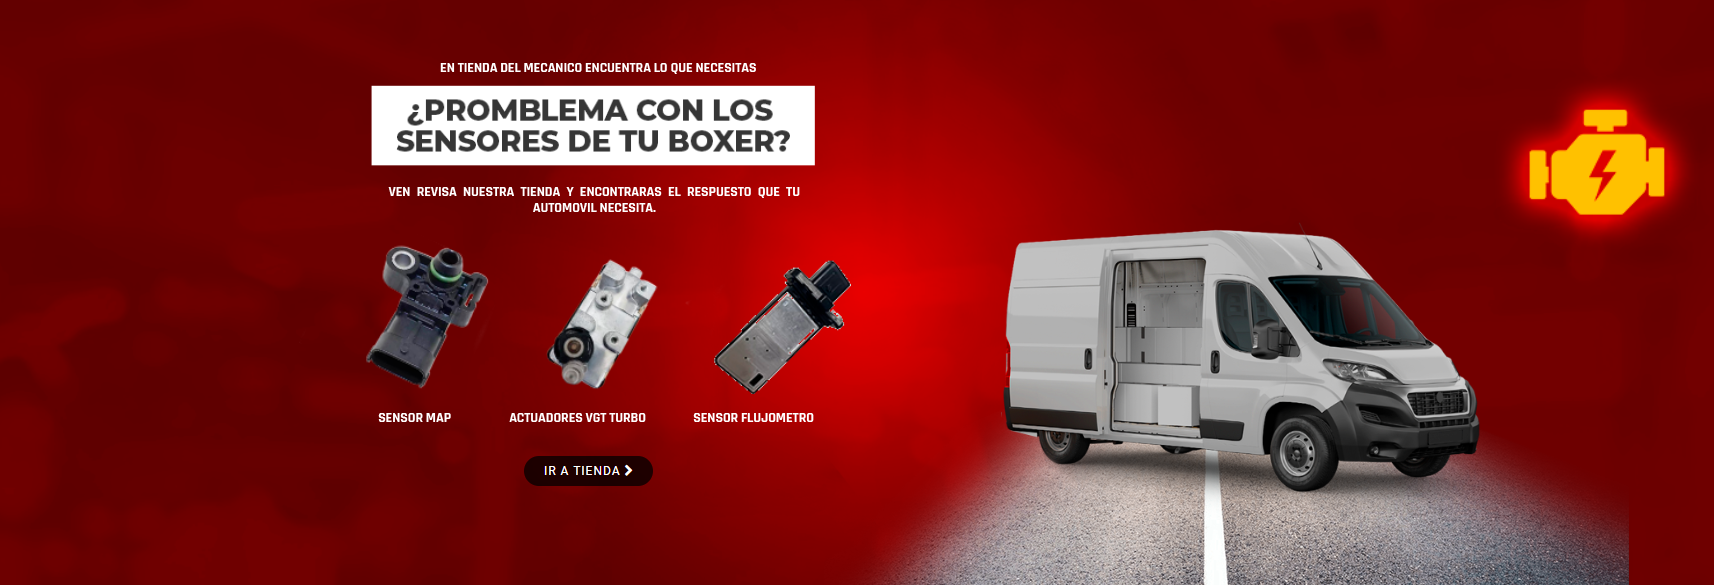 EN TIENDA DEL MECANICO ENCUENTRA LO QUE NECESITAS
¿PROMBLEMA CON LOS
SENSORES DE TU BOXER?
VEN REVISA NUESTRA TIENDA Y ENCONTRARAS EL RESPUESTO QUE TU
AUTOMOVIL NECESITA.
SENSOR MAP
ACTUADORES VGT TURBO
SENSOR FLUJOMETRO
IR A TIENDA